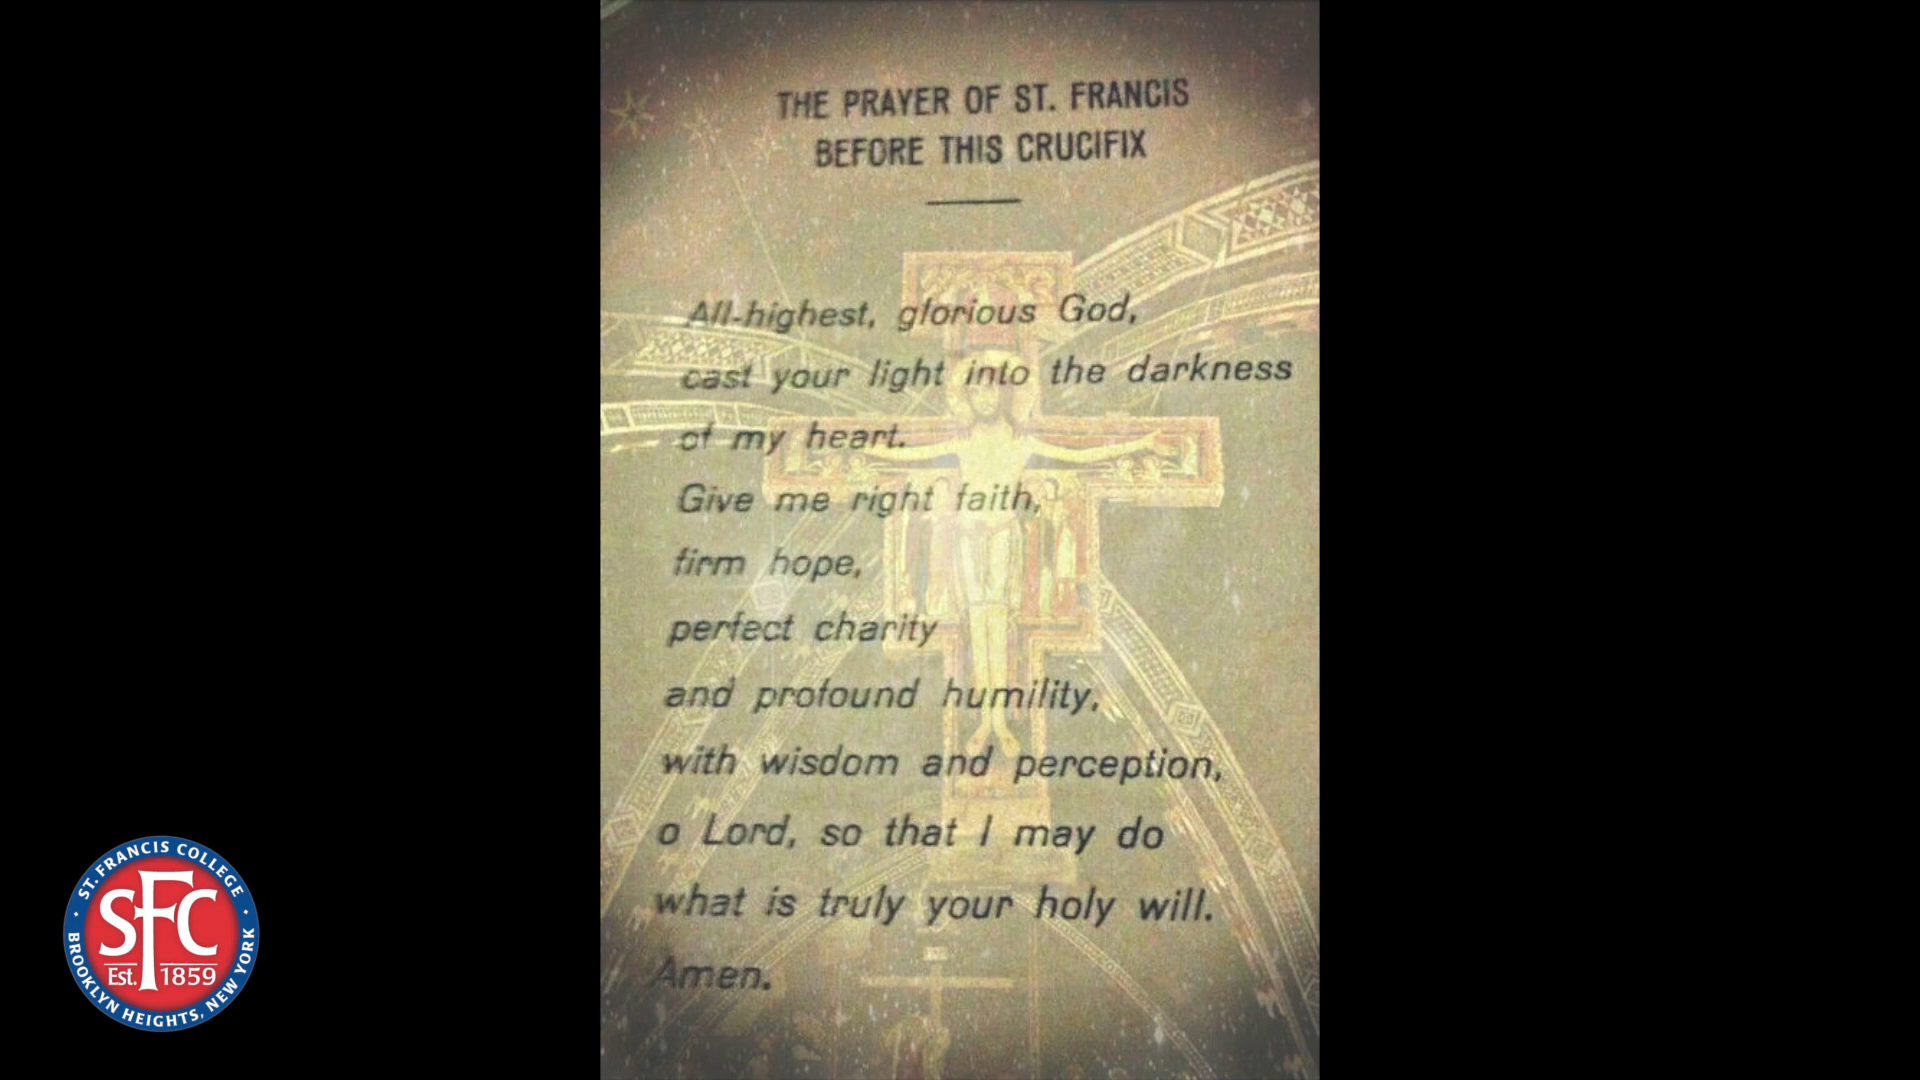 THE PRAYER OF ST. FRANCIS
BEFORE THIS CRUCIFIX
All-highest, glorious God,
cast your light into the darkness
of my heart.
Give me right faith,
firm hope,
perfect charity
and profound humility,
with wisdom and perception,
o Lord, so that I may do
what is truly your holy will.
Amen.
ST. FRANCIS COLLEGE
SFC
Est. 1859
BROOKLYN HEIGHTS, NEW YORK